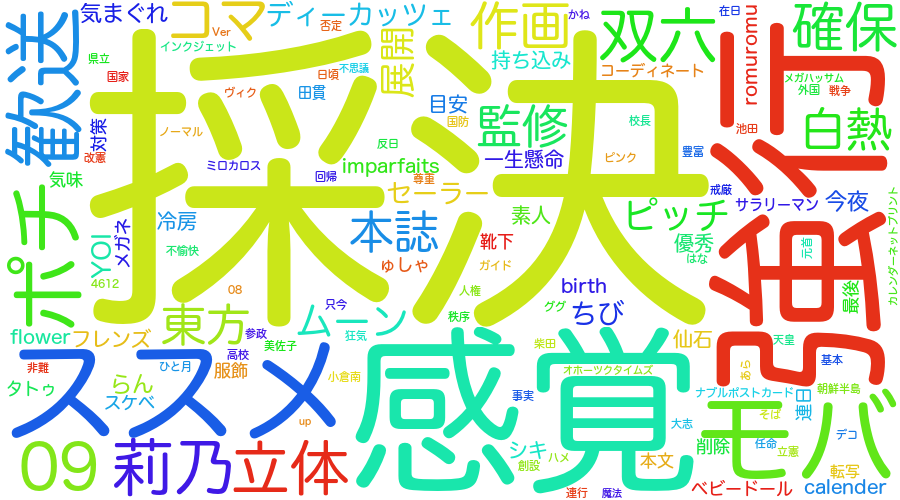 気まぐれ
コマ
Ver
ディーカッツェ
否定
作画
かね
双六
在日
確保
歓送
インクジェット
県立
国家
日頃
不思議
展開
持ち込み
コーディネート
romuromu
メガハッサム
外国
戦争
ヴィク
田貫
目安
国防
監修
校長
池田
白熱
採決
強行
対策
改憲
ノーマル
ミロカロス
反日
一生懸命
ピンク
豊富
imparfaits
回帰
尊重
セーラー
戒厳
サラリーマン
今夜
気味
ポチ
YOI
メガネ
冷房
不愉快
本誌
靴下
素人
ピッチ
優秀
はな
元首
カレンダーネットプリント
ゅしゃ
ガイド
4612
08
人権
birth
ググ
ちび
最後
flower
フレンズ
東方
参政
只今
ムーン
秩序
狂気
仙石
天皇
非難
ススメ
ひと月
高校
美佐子
服飾
柴田
オホーツクタイムズ
あら
基本
タトゥ
らん
スケベ
小倉南
感覚
事実
ナプルポストカード
朝鮮半島
連日
モバ
up
大志
そば
09
莉乃
立体
シキ
創設
ハメ
本文
削除
任命
立憲
デコ
転写
連行
魔法
ベビードール
calender